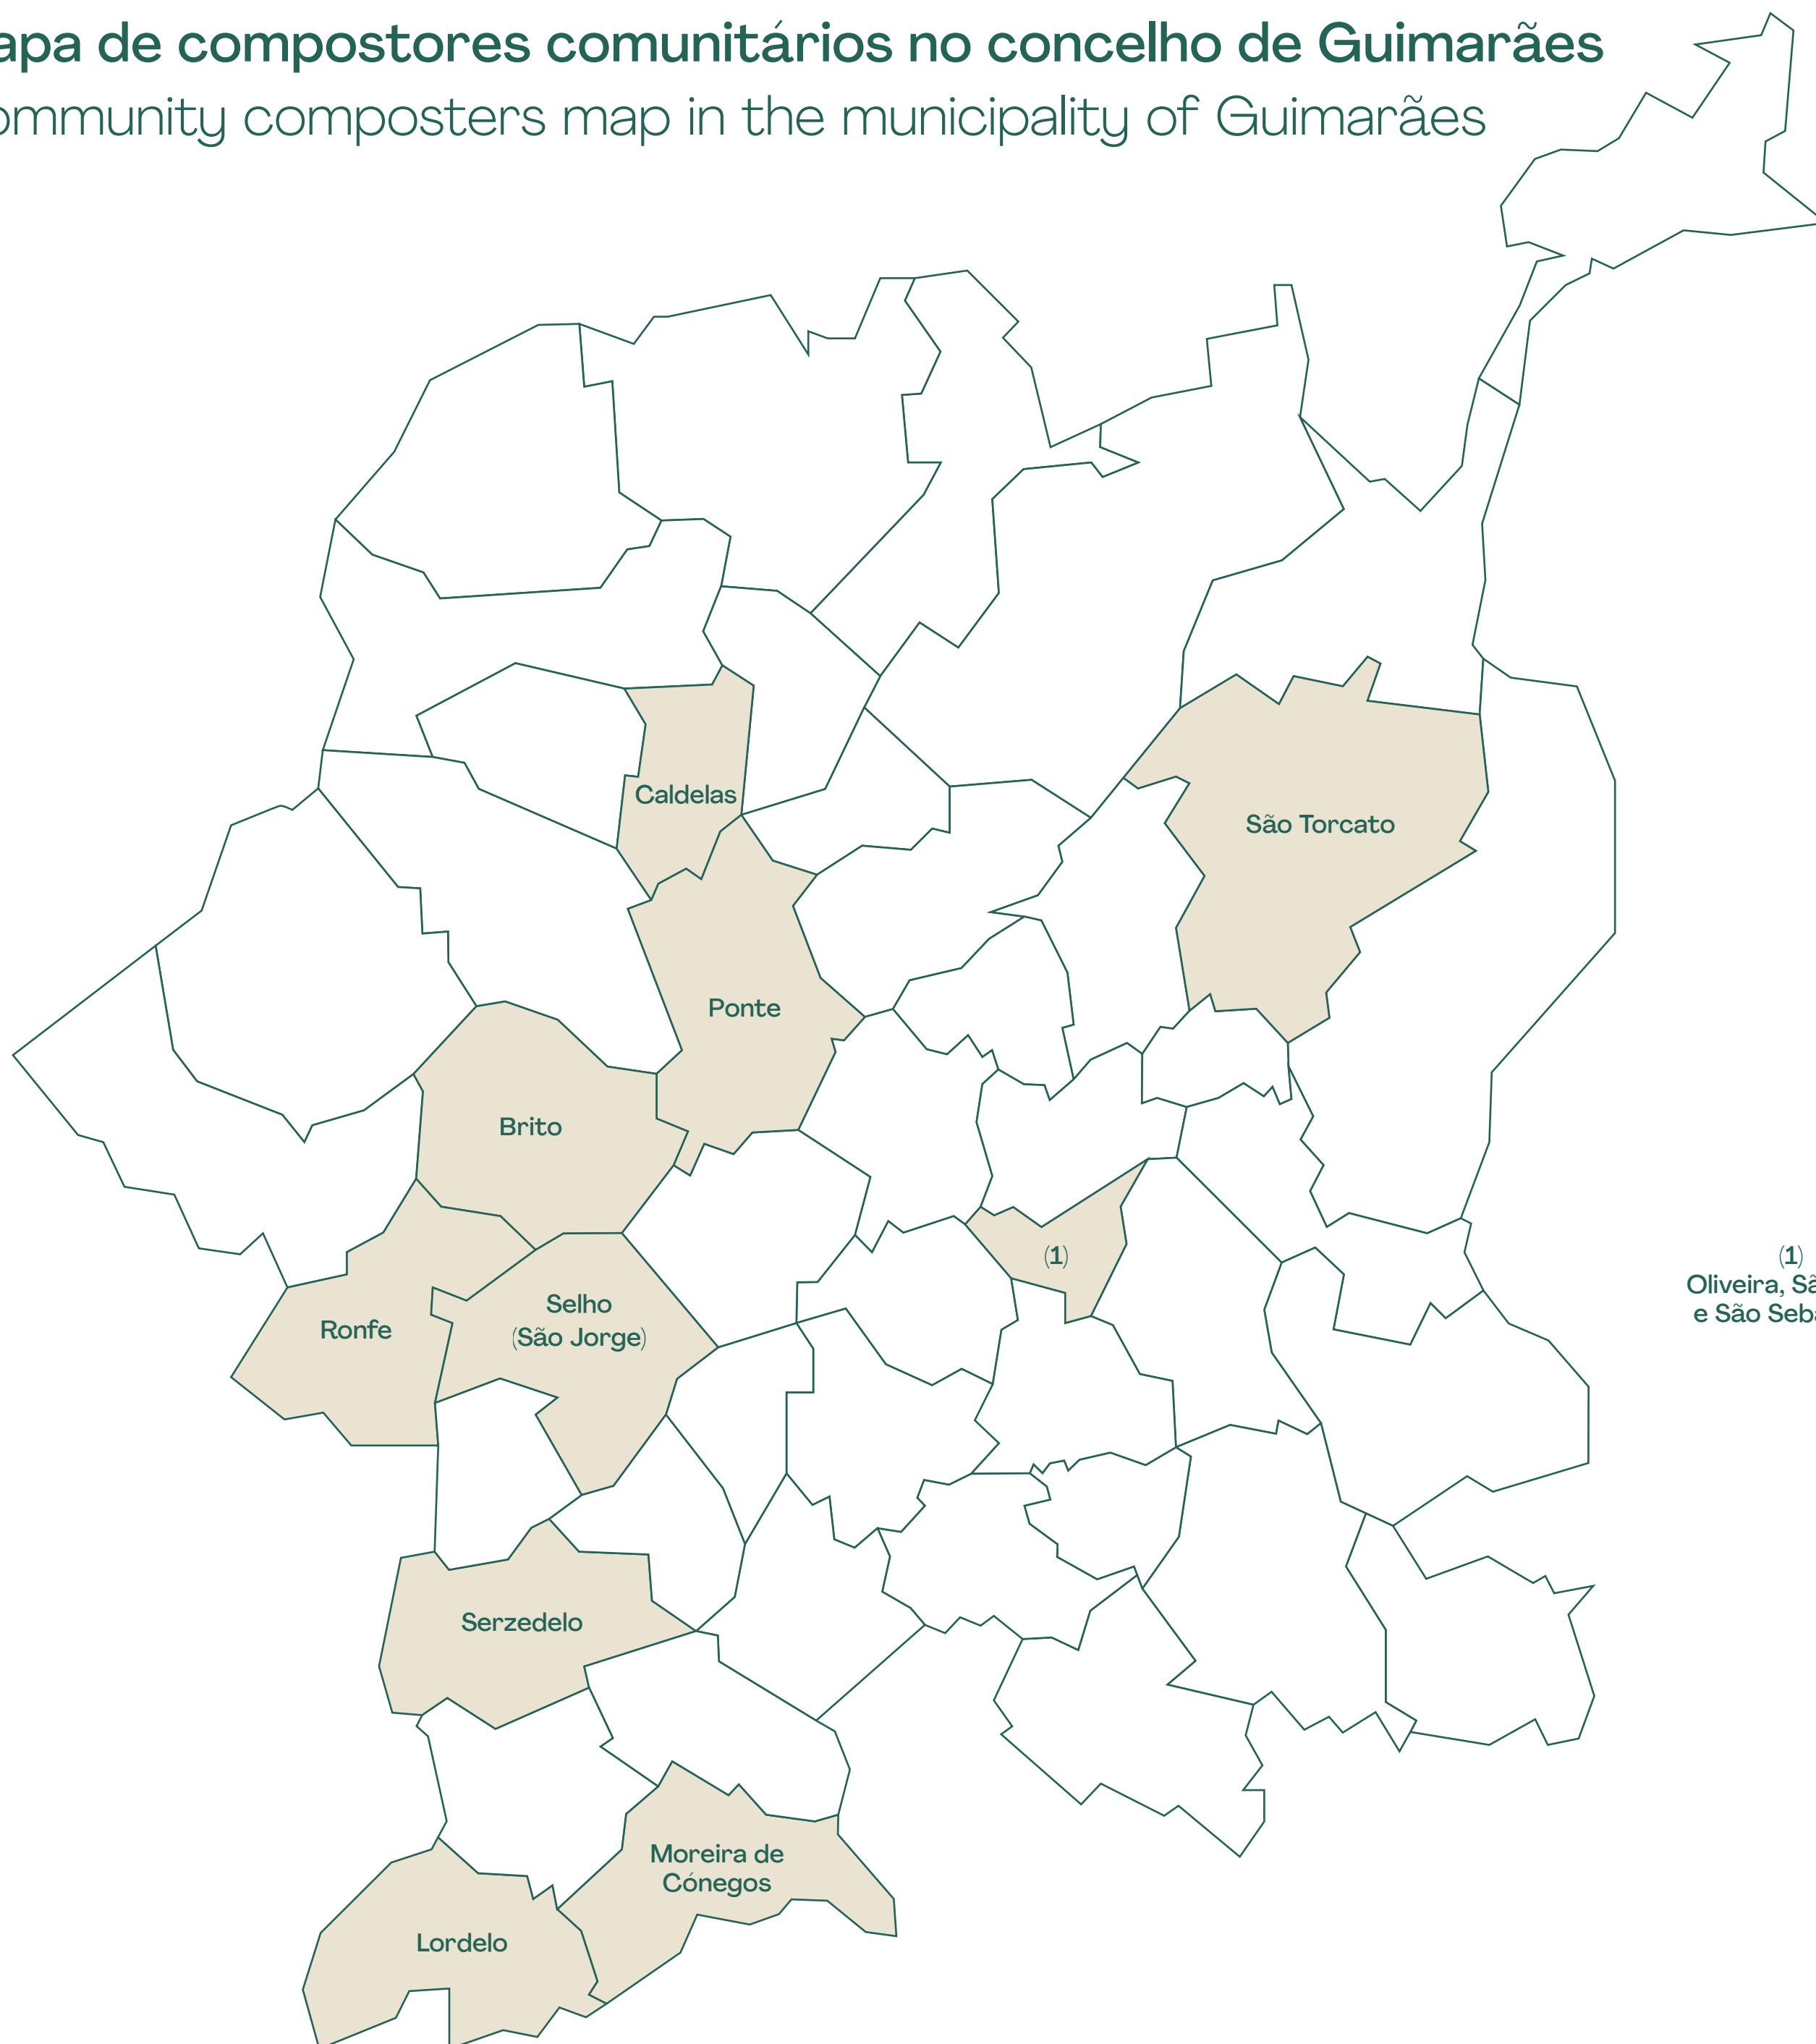 apa de compostores comunitários no concelho de Guimarães
ommunity composters map in the municipality of Guimarães
Caldelas
São Torcato
Ponte
Brito
(1)
(1)
Oliveira, Sã
e São Seba
Selho
(São Jorge)
Ronfe
Serzedelo
Moreira de
Cónegos
Lordelo